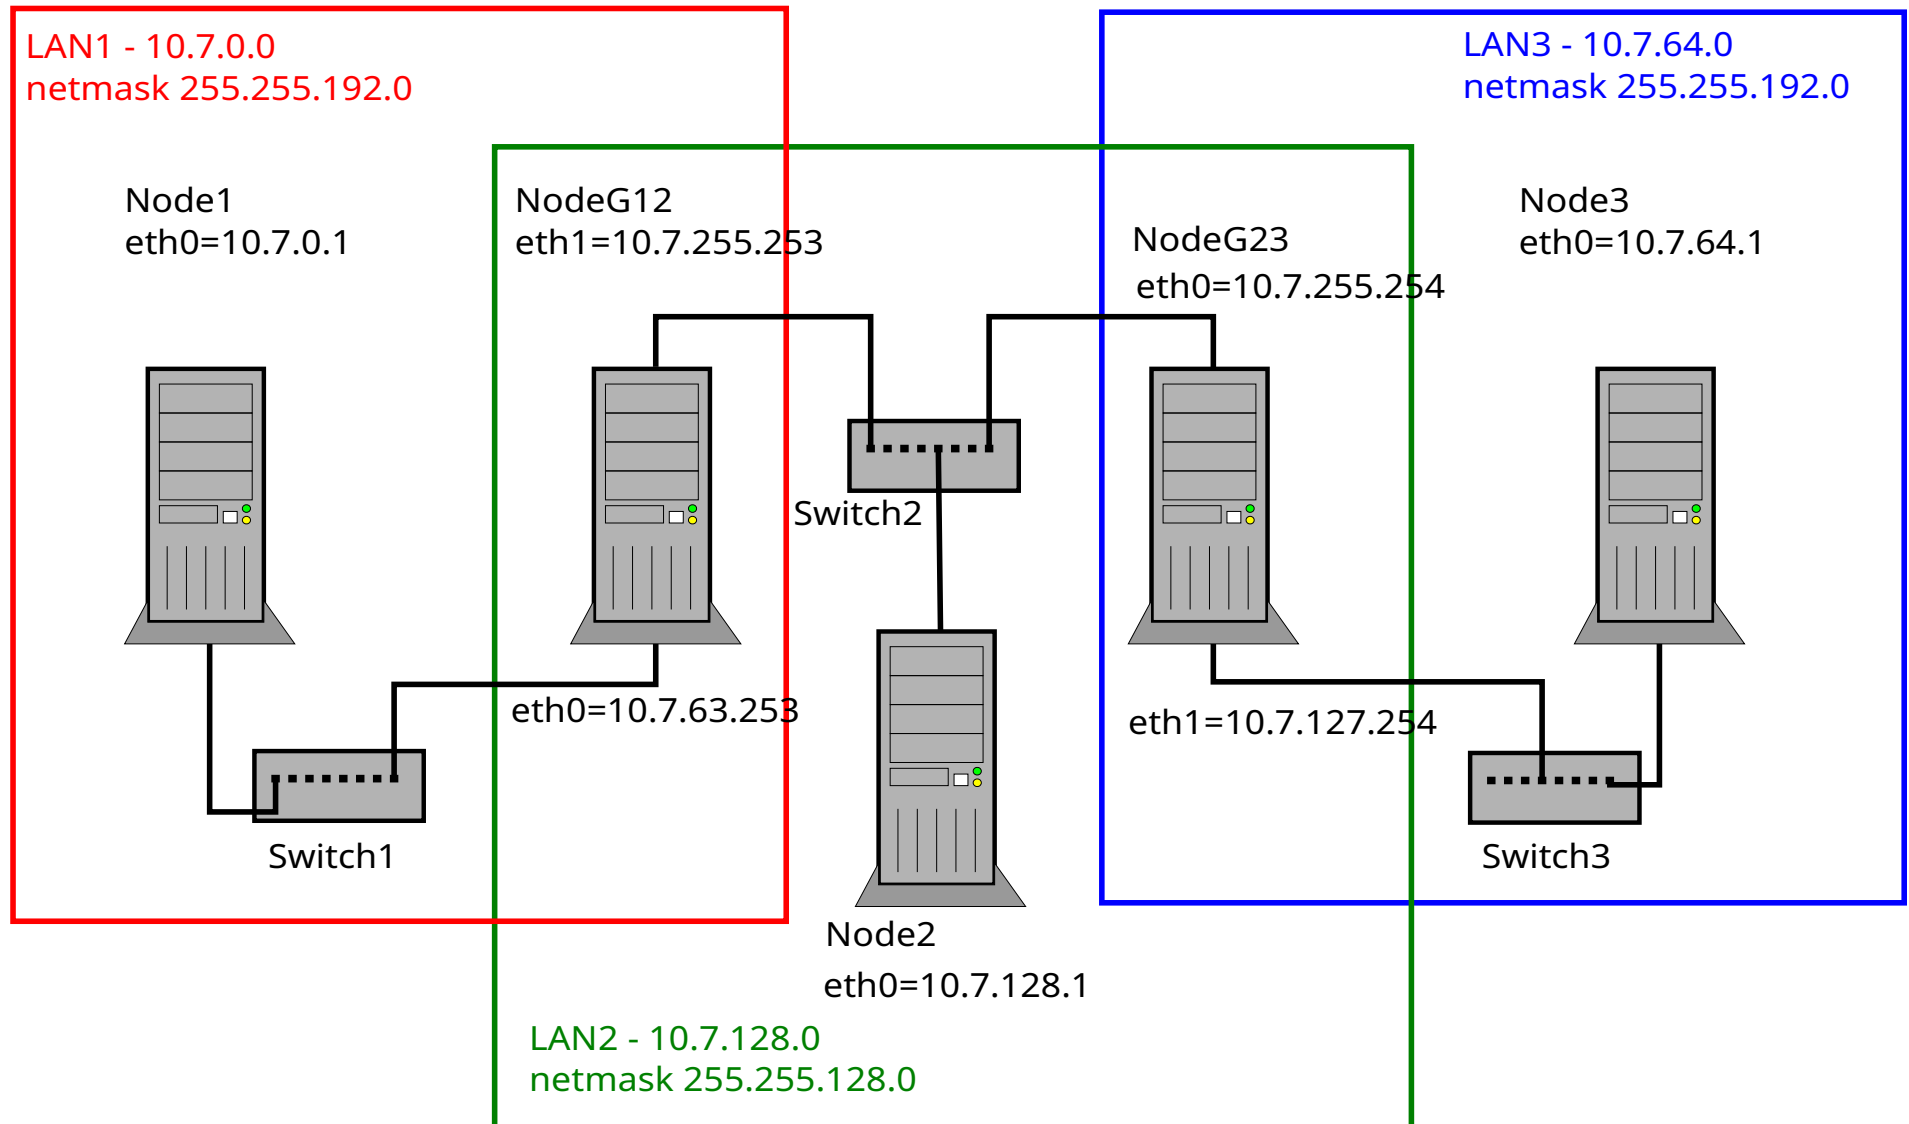 LAN1 - 10.7.0.0
netmask 255.255.192.0
LAN3 - 10.7.64.0
netmask 255.255.192.0
Node1
eth0=10.7.0.1
NodeG12
eth1=10.7.255.253
NodeG23
eth0=10.7.255.254
Node3
eth0=10.7.64.1
Switch2
eth0=10.7.63.253
eth1=10.7.127.254
Switch1
Switch3
Node2
eth0=10.7.128.1
LAN2 - 10.7.128.0
netmask 255.255.128.0